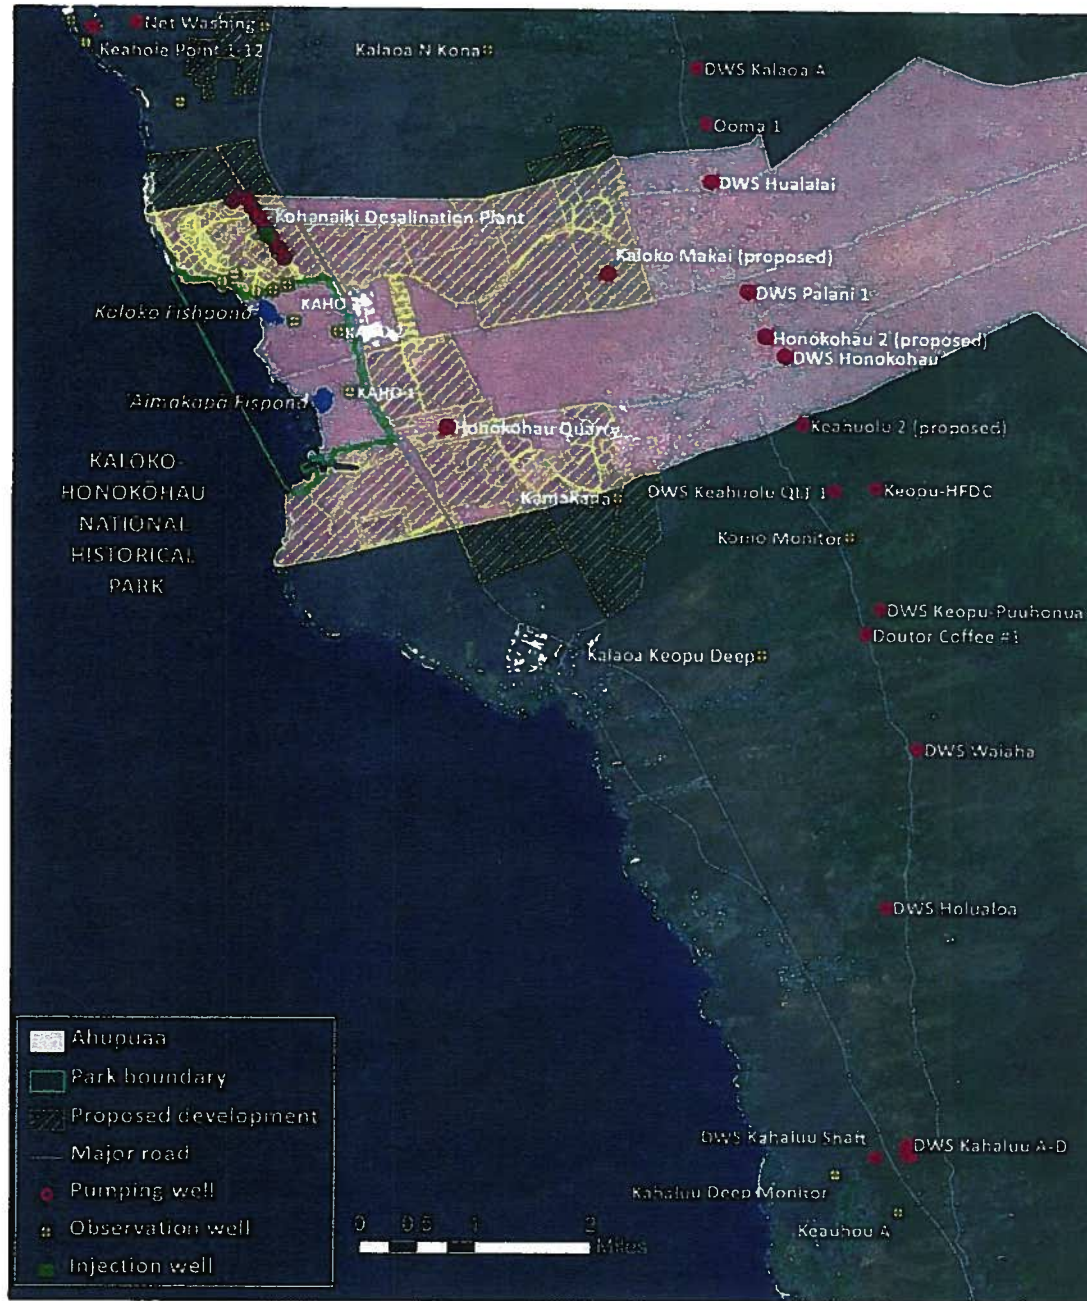 Net Washing
Keahole Point 1-12
Kalaoa N Kona
DWS Kalaoa A
Ooma 1
DWS Hualalai
Kohanaiki Desalination Plant
Kaloko Makai (proposed)
DWS Palani 1
KAHO
Kaloko Fishpond
Honokohau 2 (proposed)
DWS Honokohau
'Aimakapa Fispond
KAHO 1
Honokohau Quarry
Keahuolu 2 (proposed)
KALOKO-
HONOKŌHAU
NATIONAL
HISTORICAL
PARK
Kamakana
DWS Keahuolu QLT 1
Keopu-HFDC
Komo Monitor
DWS Keopu-Puuhonua
Doutor Coffee #1
Kalaoa Keopu Deep
DWS Waiaha
DWS Holualoa
Ahupuaa
Park boundary
Proposed development
Major road
Pumping well
Observation well
Injection well
0 0.5 1 2
Miles
DWS Kahaluu Shaft
DWS Kahaluu A-D
Kahaluu Deep Monitor
Keauhou A